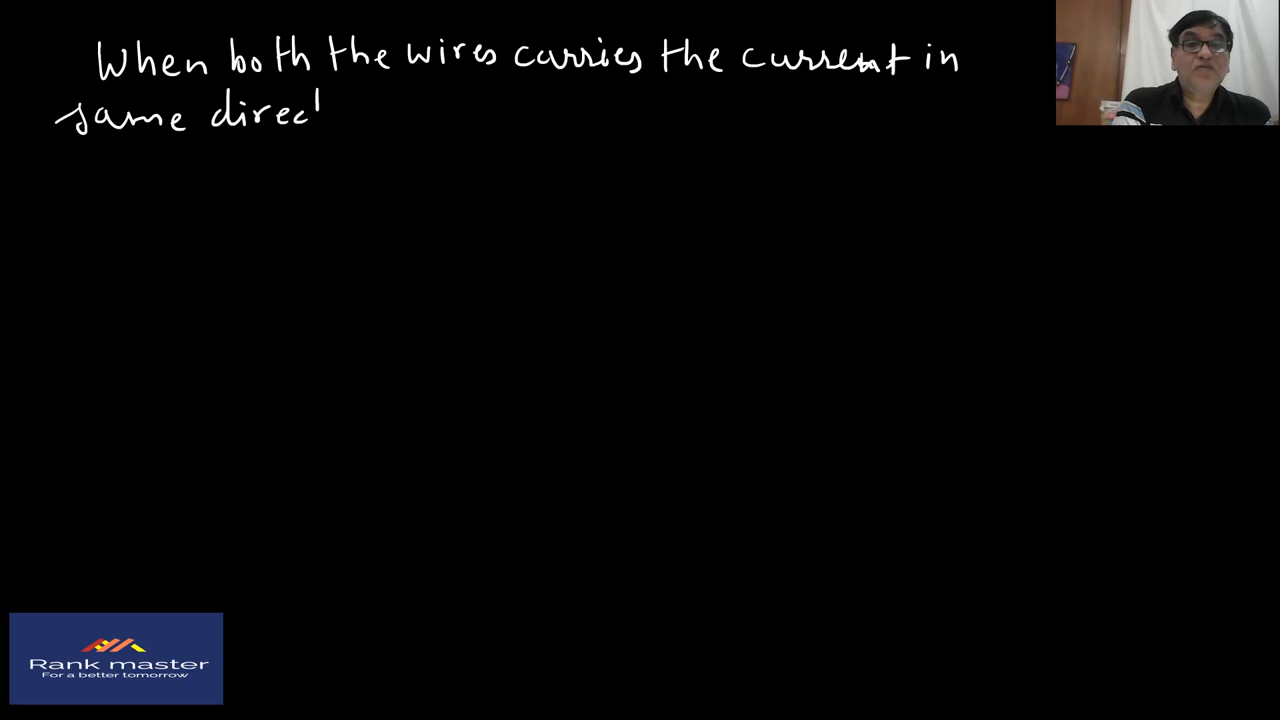 When both the wires carries the current in
same direc
Rank master
For a better tomorrow